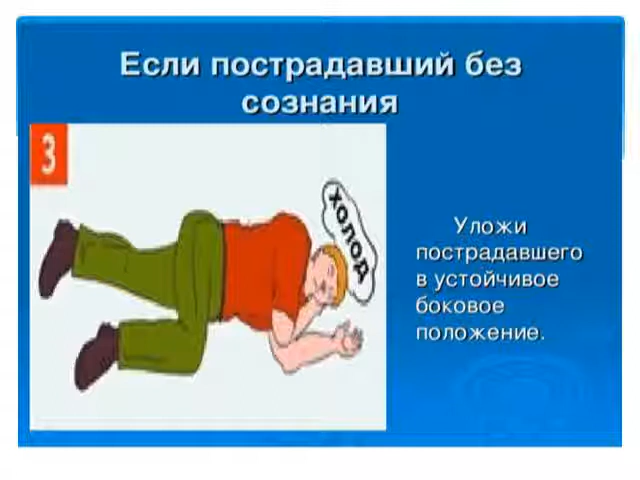 Если пострадавший без
сознания
3
холод
Уложи
пострадавшего
в устойчивое
боковое
положение.